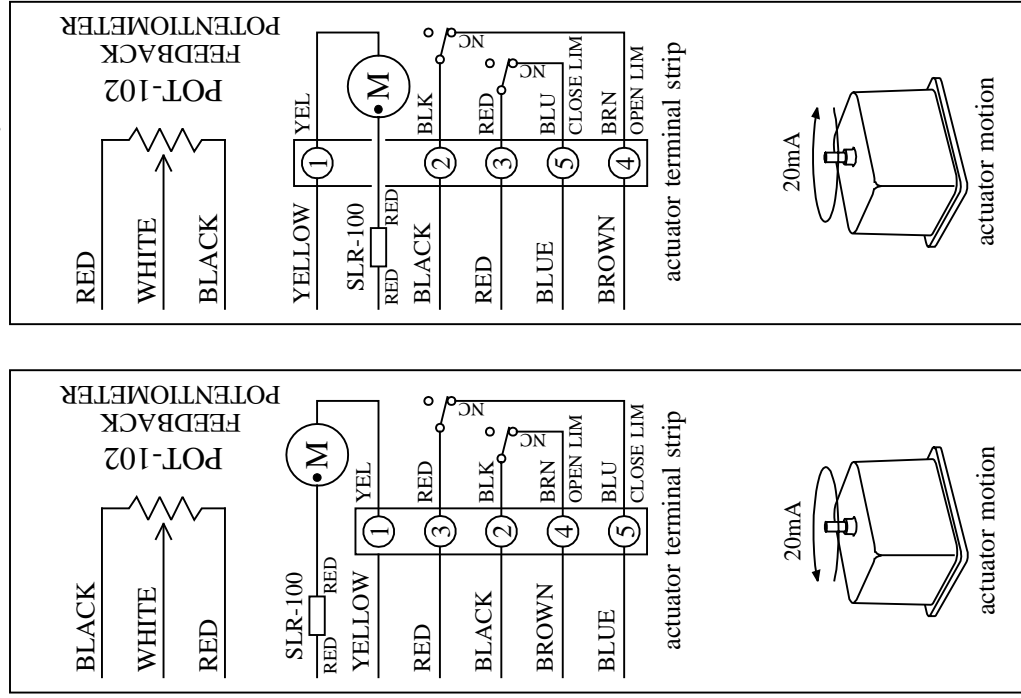 POT-102
FEEDBACK
POTENTIOMETER
RED
WHITE
BLACK
YELLOW
1
YEL
M
SLR-100
RED
RED
BLACK
2
BLK
NC
RED
3
RED
NC
BLUE
5
BLU
CLOSE LIM
BROWN
4
BRN
OPEN LIM
actuator terminal strip
20mA
actuator motion
POT-102
FEEDBACK
POTENTIOMETER
BLACK
WHITE
RED
M
SLR-100
RED
RED
YELLOW
1
YEL
RED
3
RED
NC
BLACK
2
BLK
NC
BROWN
4
BRN
OPEN LIM
BLUE
5
BLU
CLOSE LIM
actuator terminal strip
20mA
actuator motion